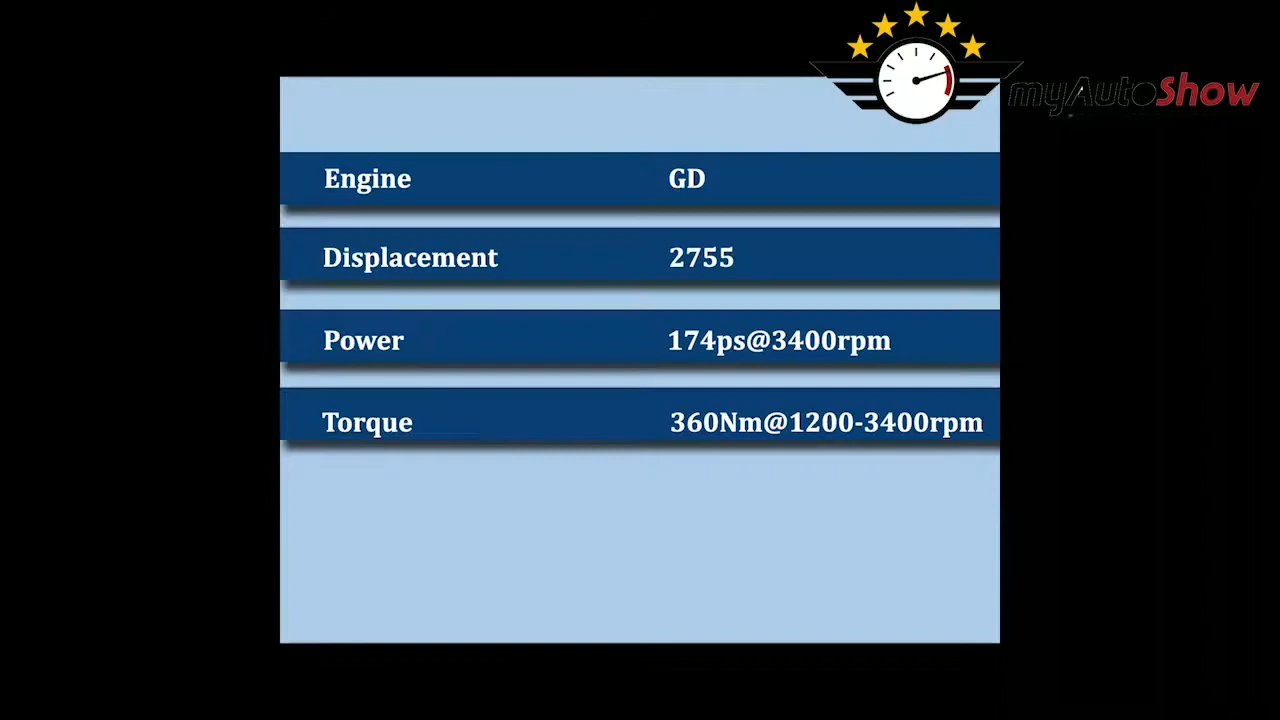 myAutoShow
Engine GD
Displacement 2755
Power 174ps@3400rpm
Torque 360Nm@1200-3400rpm